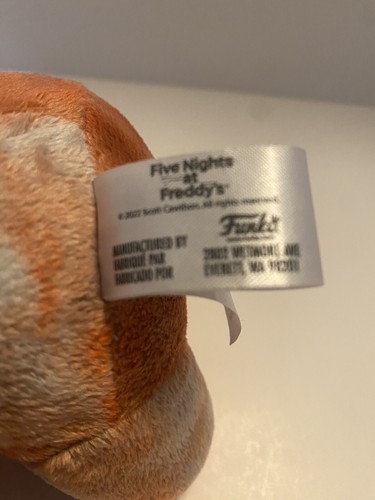 Five Nights
at
Freddy's™
© 2022 Scott Cawthon. All rights reserved.
Funko
MANUFACTURED BY
FABRIQUÉ PAR
FABRICADO POR
2802 WETMORE AVE
EVERETT, WA 98201